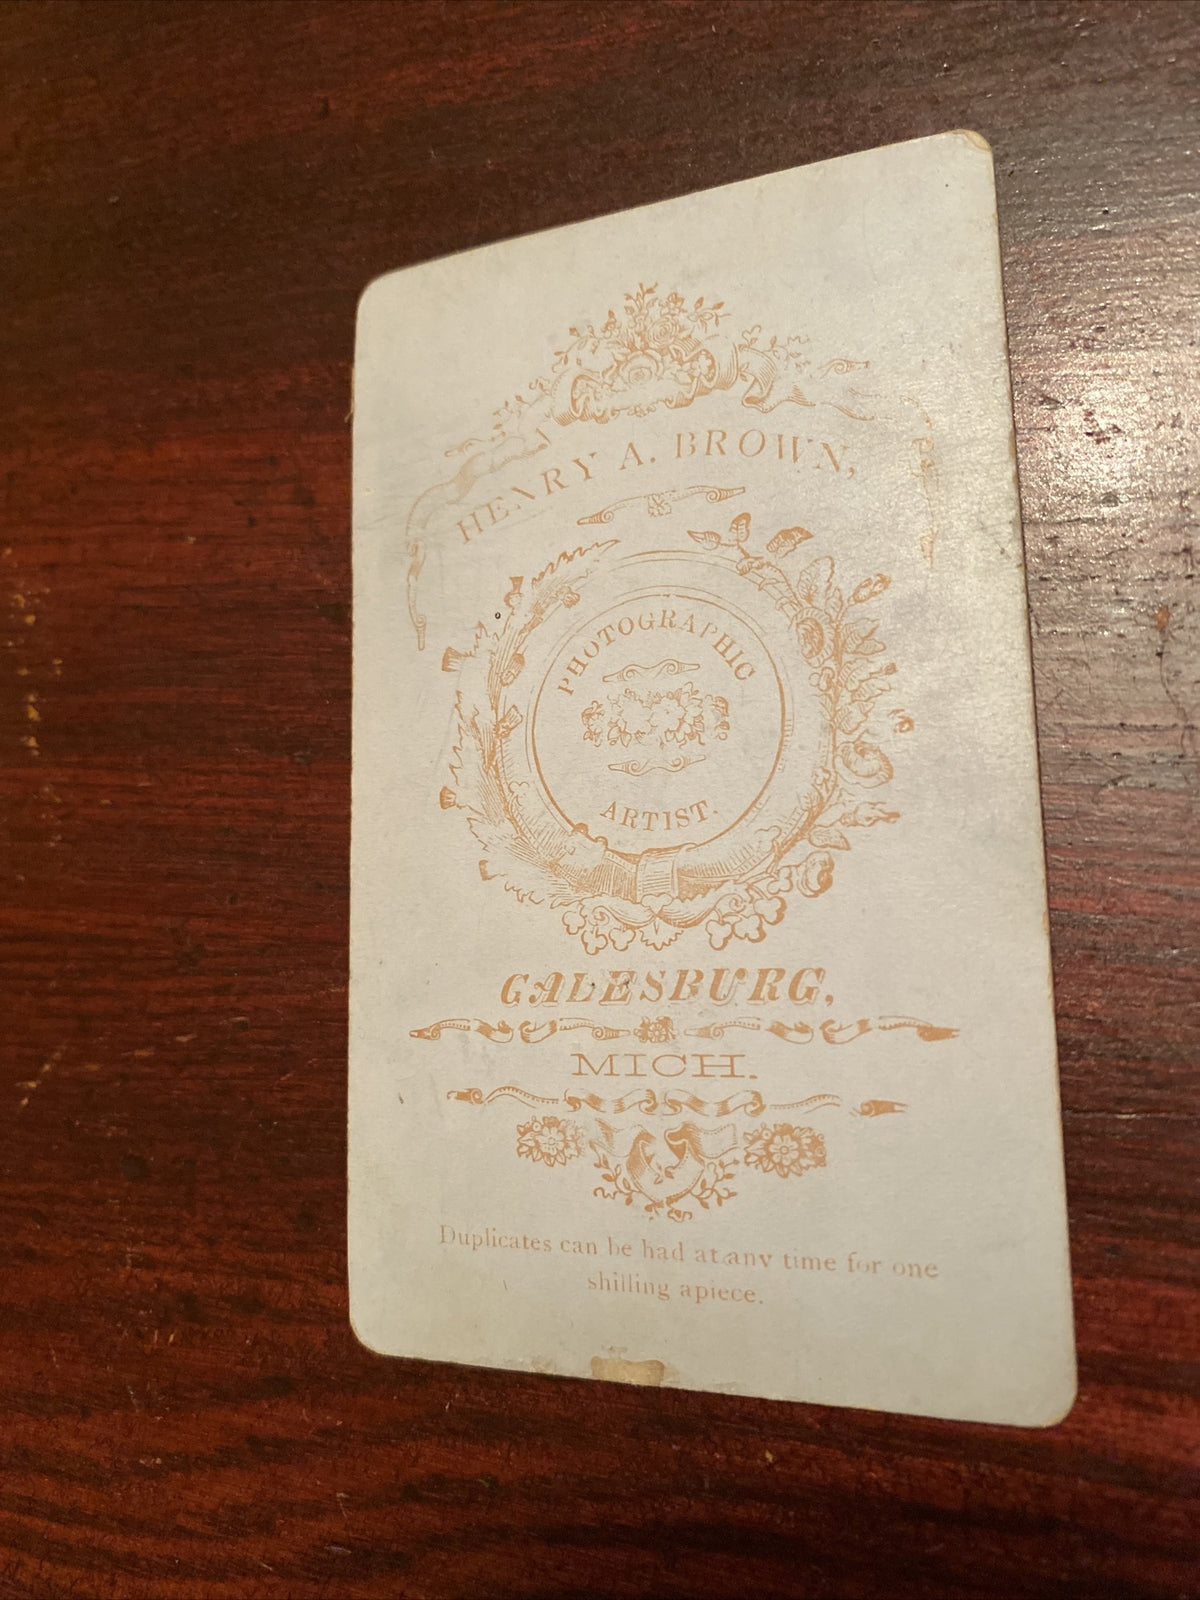 HENRY A. BROWN,
PHOTOGRAPHIC
ARTIST.
GALESBURG,
MICH.
Duplicates can be had at any time for one
shilling apiece.